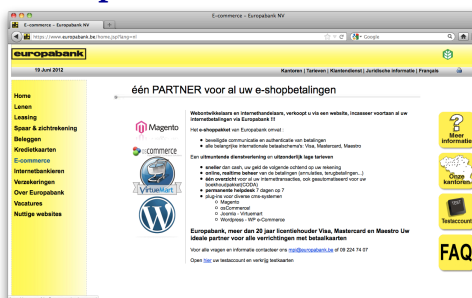 E-commerce - Europabank NV
E-commerce - Europabank NV
https://www.europabank.be/home.jsp?lang=nl
Google
europabank
19 Juni 2012
Kantoren | Tarieven | Klantendienst | Juridische informatie | Français
Home
Lenen
Leasing
Spaar & zichtrekening
Beleggen
Kredietkaarten
E-commerce
Internetbankieren
Verzekeringen
Over Europabank
Vacatures
Nuttige websites
één PARTNER voor al uw e-shopbetalingen
Magento
oscommerce
VirtueMart
Webontwikkelaars en internethandelaars, verkoopt u via een website, incasseer voortaan al uw
internetbetalingen via Europabank !!!
Het e-shoppakket van Europabank omvat :
beveiligde communicatie en authenticatie van betalingen
alle belangrijke internationale betaalschema's: Visa, Mastercard, Maestro
Een uitmuntende dienstverlening en uitzonderlijk lage tarieven
sneller dan cash, uw geld de volgende ochtend op uw rekening
online, realtime beheer van de betalingen (annulaties, terugbetalingen...)
één overzicht voor al uw internettransacties, ook geautomatiseerd voor uw
boekhoudpakket(CODA)
permanente helpdesk 7 dagen op 7
plug-ins voor diverse cms-systemen
Magento
osCommerce!
Joomla - Virtuemart
Wordpress - WP e-Commerce
Europabank, meer dan 20 jaar licentiehouder Visa, Mastercard en Maestro Uw
ideale partner voor alle verrichtingen met betaalkaarten
Voor alle vragen en informatie contacteer ons mpi@europabank.be of 09 224 74 07
Open hier uw testaccount en verkrijg testkaarten
Meer
informatie
Onze
kantoren
Testaccount
FAQ